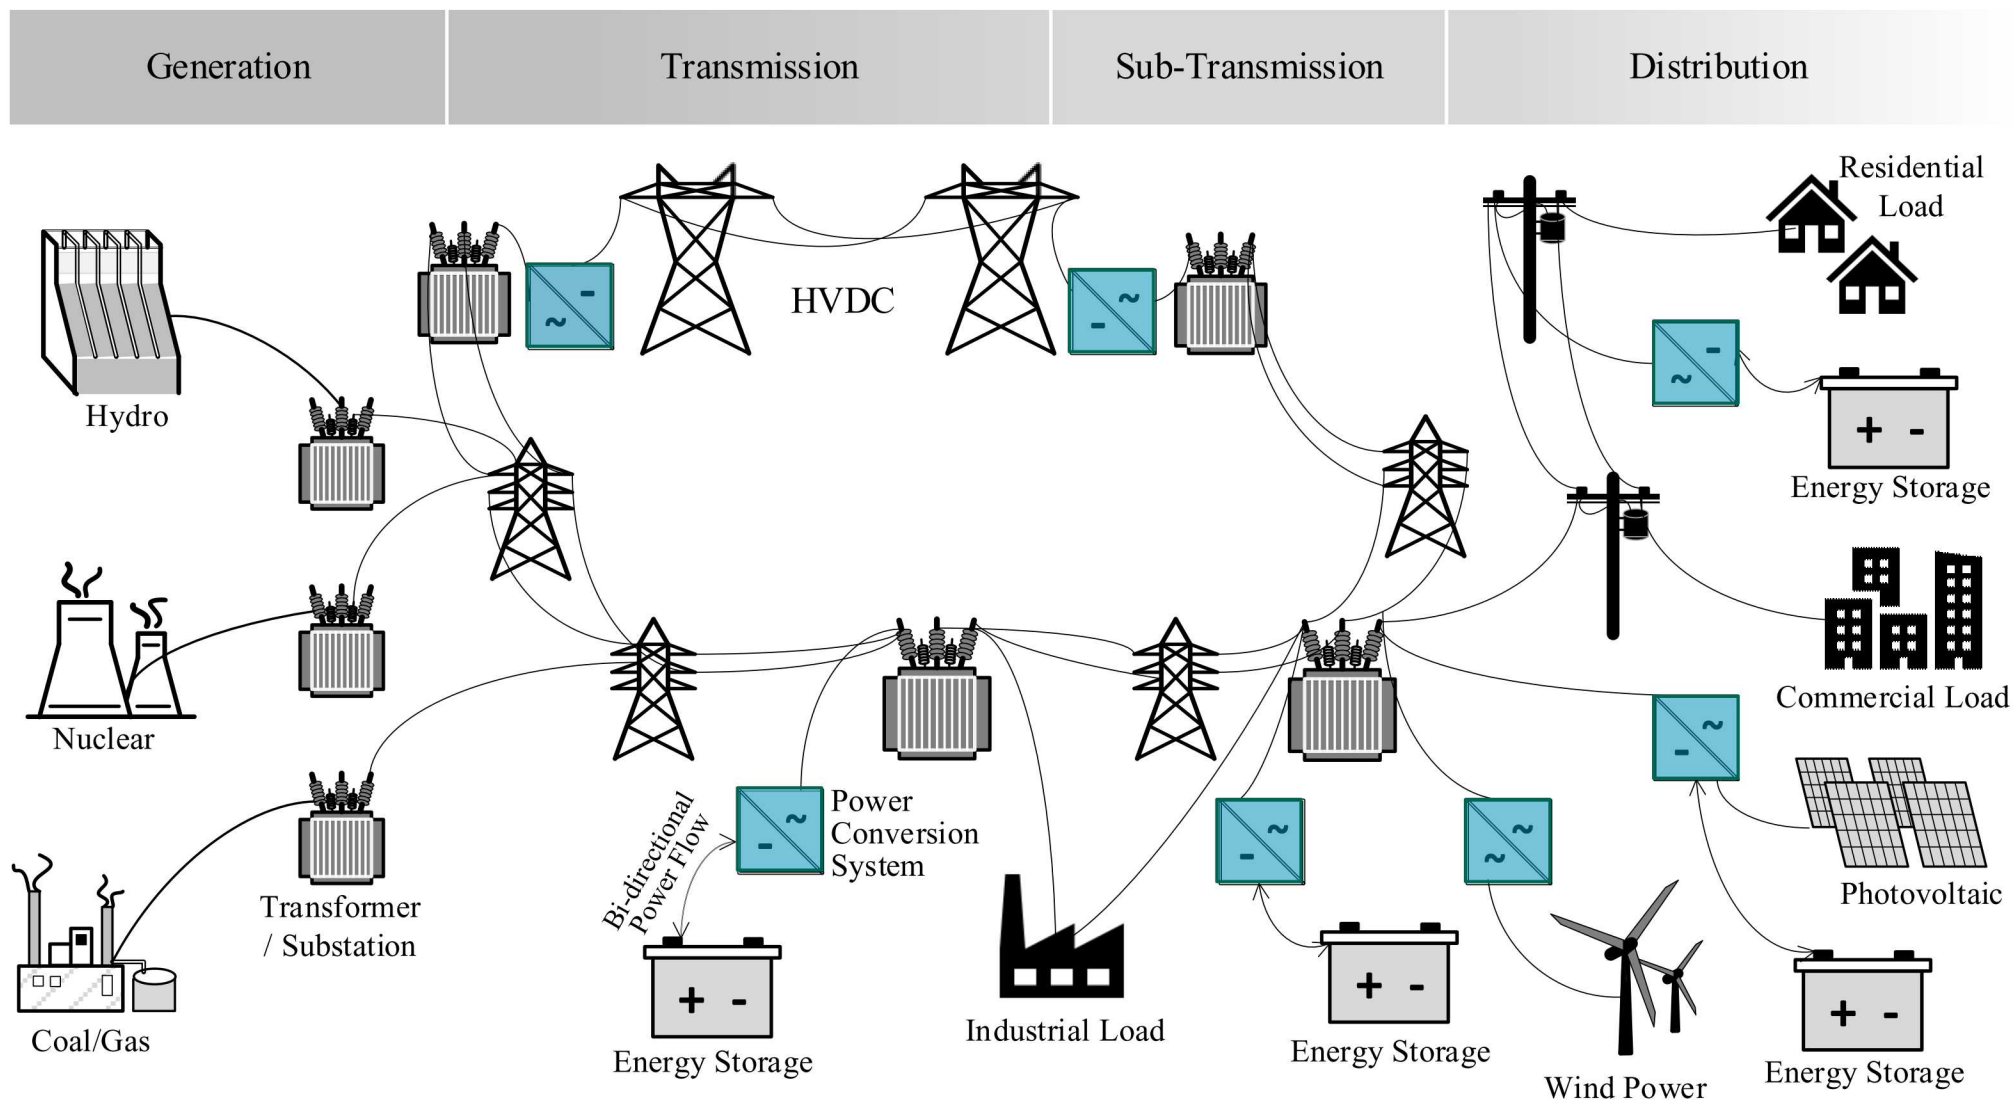 Generation
Transmission
Sub-Transmission
Distribution
Residential
Load
HVDC
Hydro
~
-
-
~
~
-
+ -
Energy Storage
Nuclear
Commercial Load
~
-
Transformer
/ Substation
Bi-directional
Power Flow
~
-
Power
Conversion
System
~
-
~
~
Photovoltaic
Coal/Gas
+ -
Energy Storage
Industrial Load
+ -
Energy Storage
Wind Power
+ -
Energy Storage